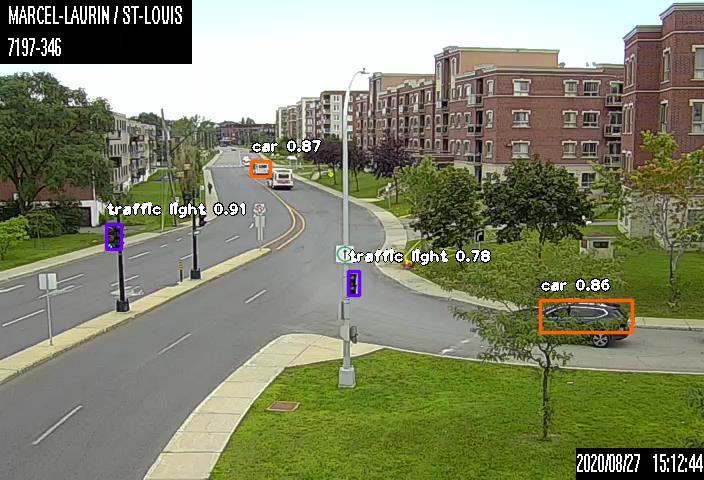 MARCEL-LAURIN / ST-LOUIS
7197-346
car 0.87
traffic light 0.91
traffic light 0.78
car 0.86
2020/08/27 15:12:44